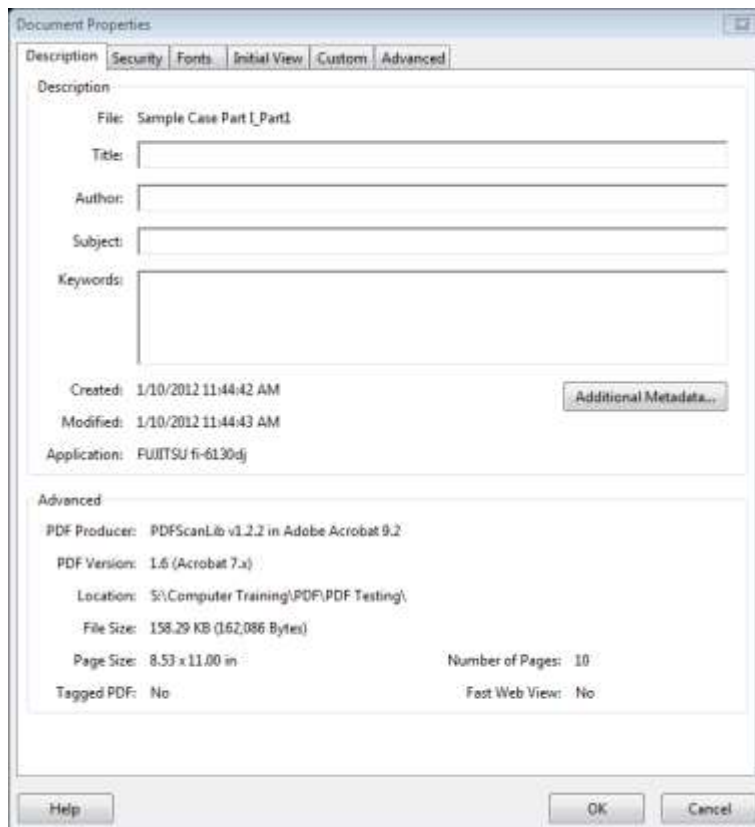 Document Properties
Description Security Fonts Initial View Custom Advanced
Description
File: Sample Case Part I_Part1
Title:
Author:
Subject:
Keywords:
Created: 1/10/2012 11:44:42 AM
Additional Metadata...
Modified: 1/10/2012 11:44:43 AM
Application: FUJITSU fi-6130dj
Advanced
PDF Producer: PDFScanLib v1.2.2 in Adobe Acrobat 9.2
PDF Version: 1.6 (Acrobat 7.x)
Location: S:\Computer Training\PDF\PDF Testing\
File Size: 158.29 KB (162,086 Bytes)
Page Size: 8.53 x 11.00 in Number of Pages: 10
Tagged PDF: No Fast Web View: No
Help OK Cancel